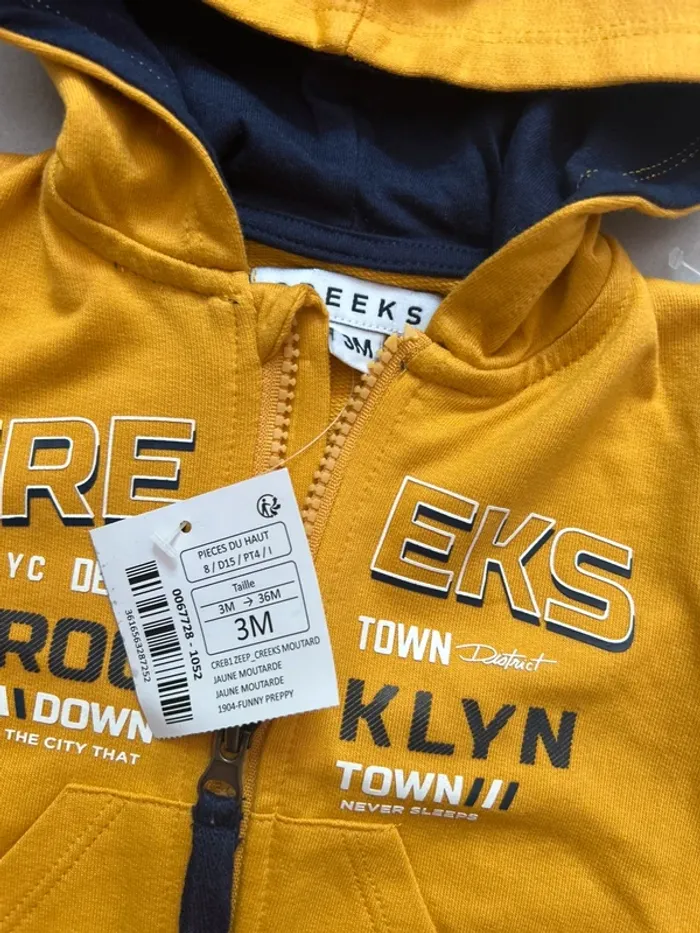 EEKS
3M
RE
EKS
YC DE
TOWN District
ROO
KLYN
DOWN
TOWN///
THE CITY THAT
NEVER SLEEPS
PIECES DU HAUT
8 / D15 / PT4 / I
Taille
3M → 36M
3M
CREB1 ZEEP_CREEKS MOUTARD
JAUNE MOUTARDE
JAUNE MOUTARDE
1904-FUNNY PREPPY
0067728 - 1052
3616563287252